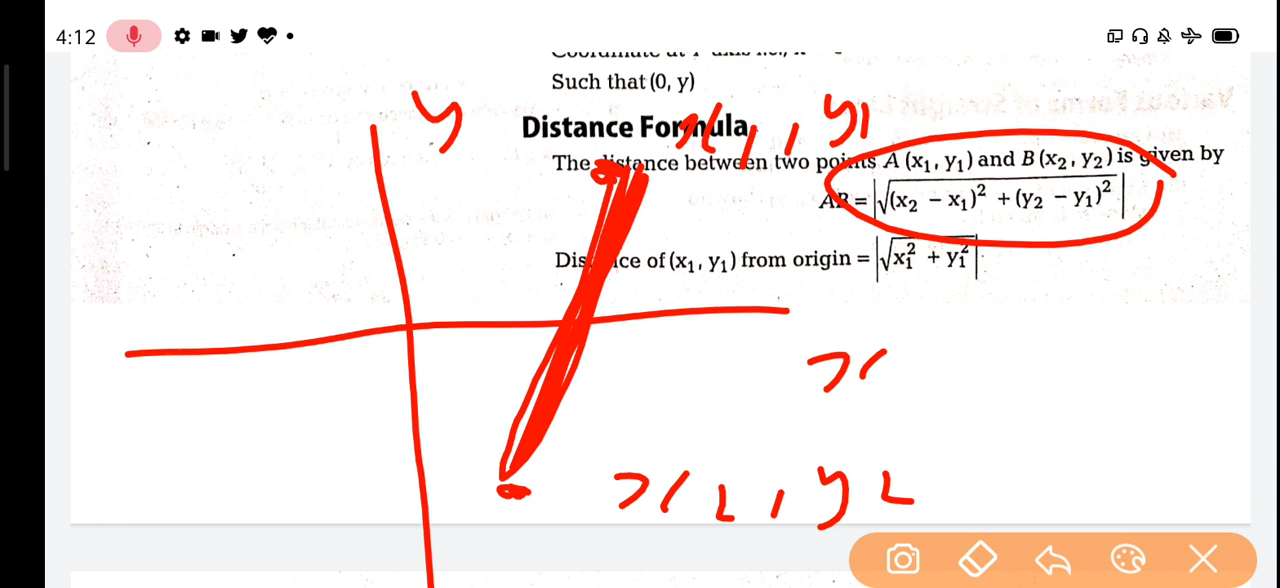 4:12
Such that (0, y)
y
x1, y1
Distance Formula
The distance between two points A (x₁, y₁) and B (x₂, y₂) is given by
AB = |√(x₂ − x₁)² + (y₂ − y₁)²|
Distance of (x₁, y₁) from origin = |√x₁² + y₁²|.
x
x2, y2